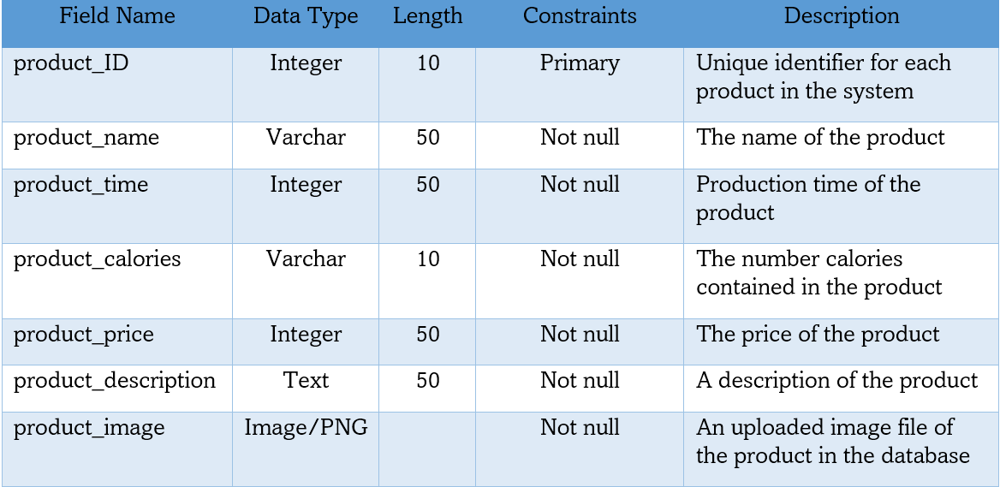 Field Name Data Type Length Constraints Description
product_ID Integer 10 Primary Unique identifier for each
product in the system
product_name Varchar 50 Not null The name of the product
product_time Integer 50 Not null Production time of the
product
product_calories Varchar 10 Not null The number calories
contained in the product
product_price Integer 50 Not null The price of the product
product_description Text 50 Not null A description of the product
product_image Image/PNG Not null An uploaded image file of
the product in the database